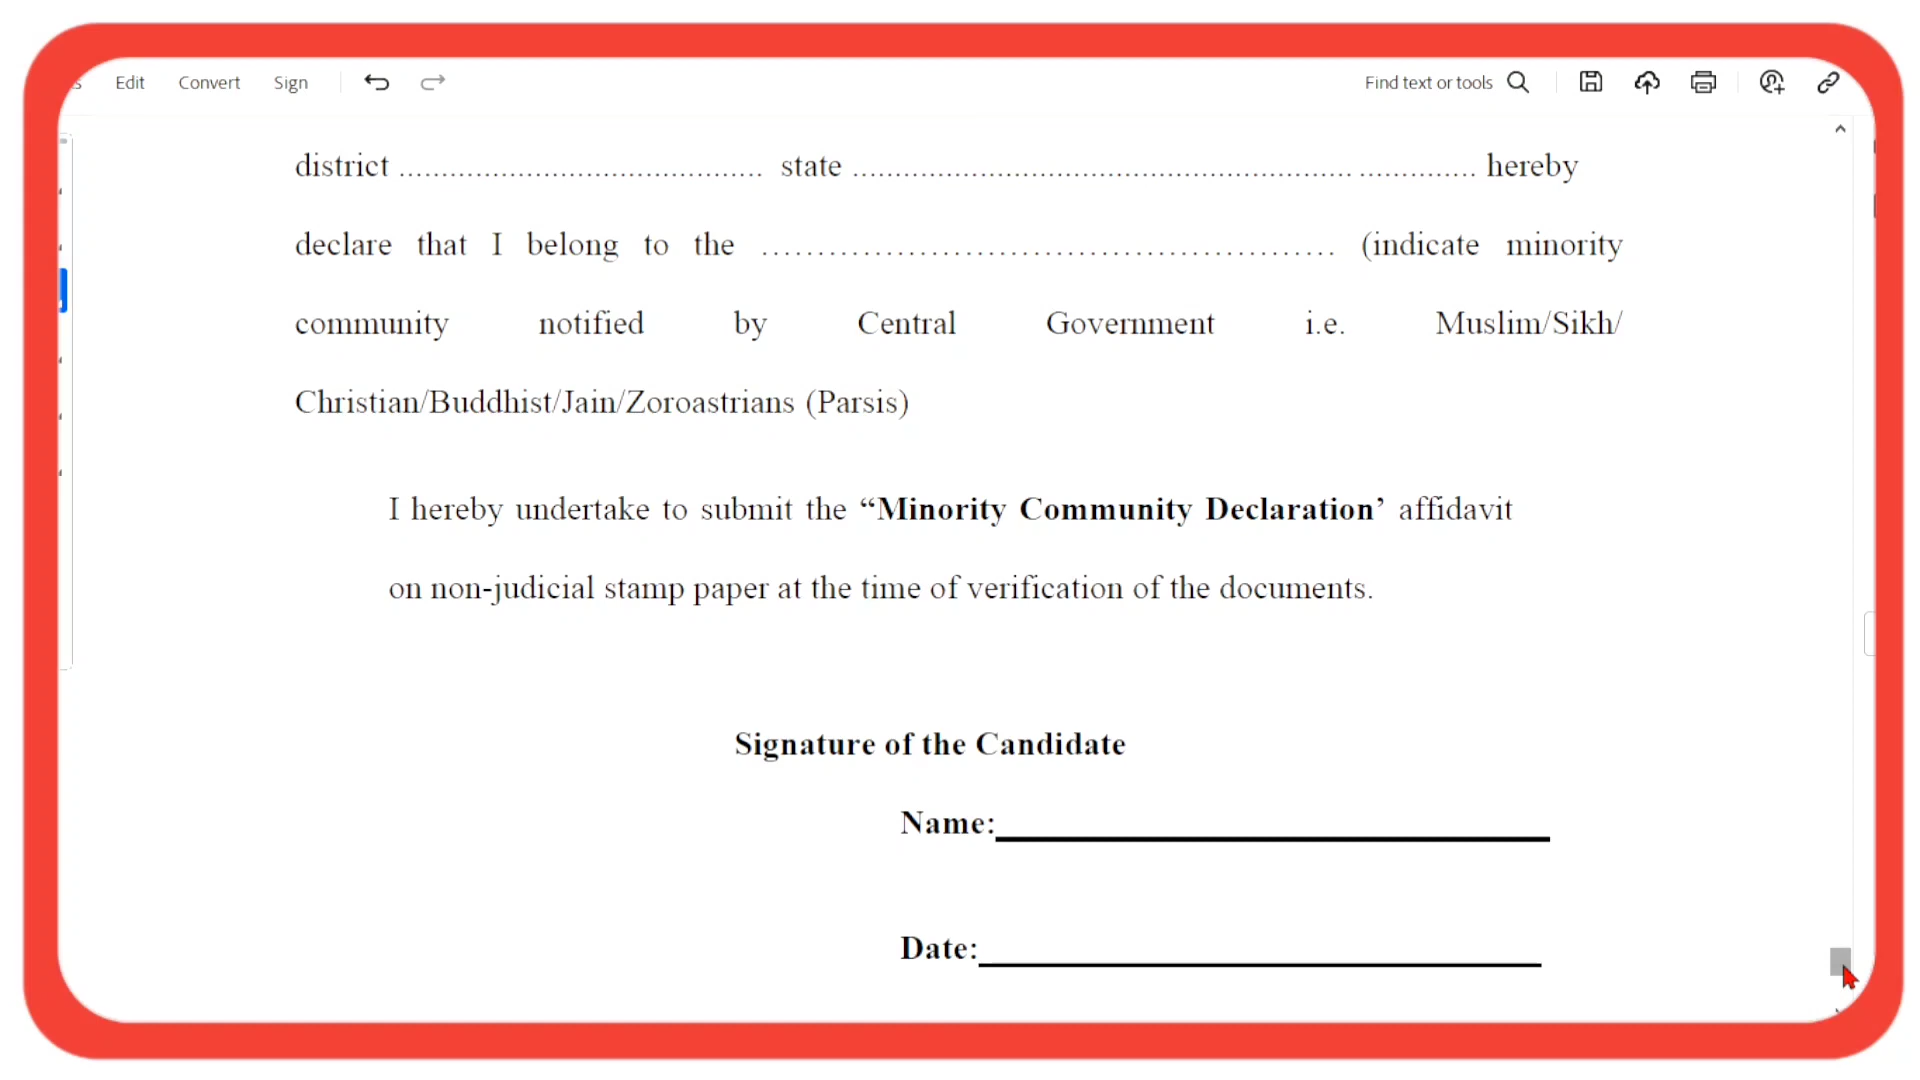 Edit Convert Sign Find text or tools
district ........................................... state ........................................................... .............. hereby
declare that I belong to the ................................................. (indicate minority
community notified by Central Government i.e. Muslim/Sikh/
Christian/Buddhist/Jain/Zoroastrians (Parsis)
I hereby undertake to submit the “Minority Community Declaration’ affidavit
on non-judicial stamp paper at the time of verification of the documents.
Signature of the Candidate
Name:
Date: